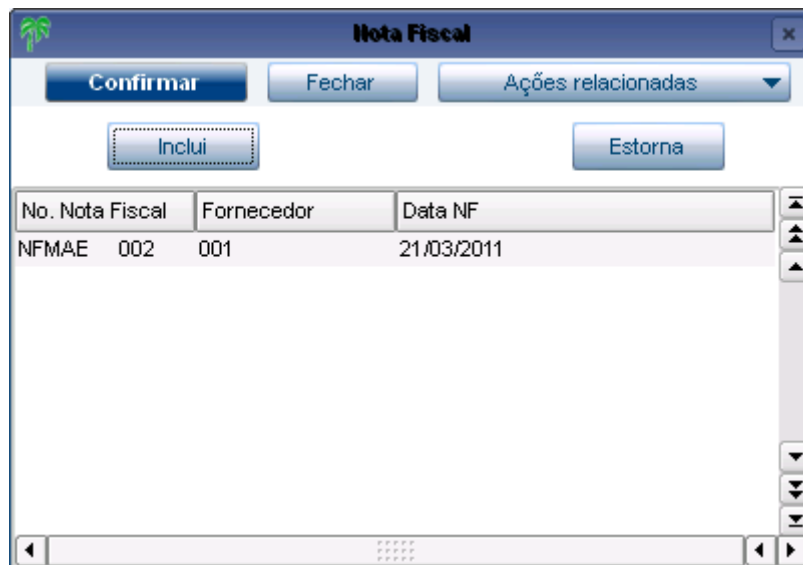 Nota Fiscal
Confirmar Fechar Ações relacionadas
Inclui Estorna
No. Nota Fiscal Fornecedor Data NF
NFMAE 002 001 21/03/2011